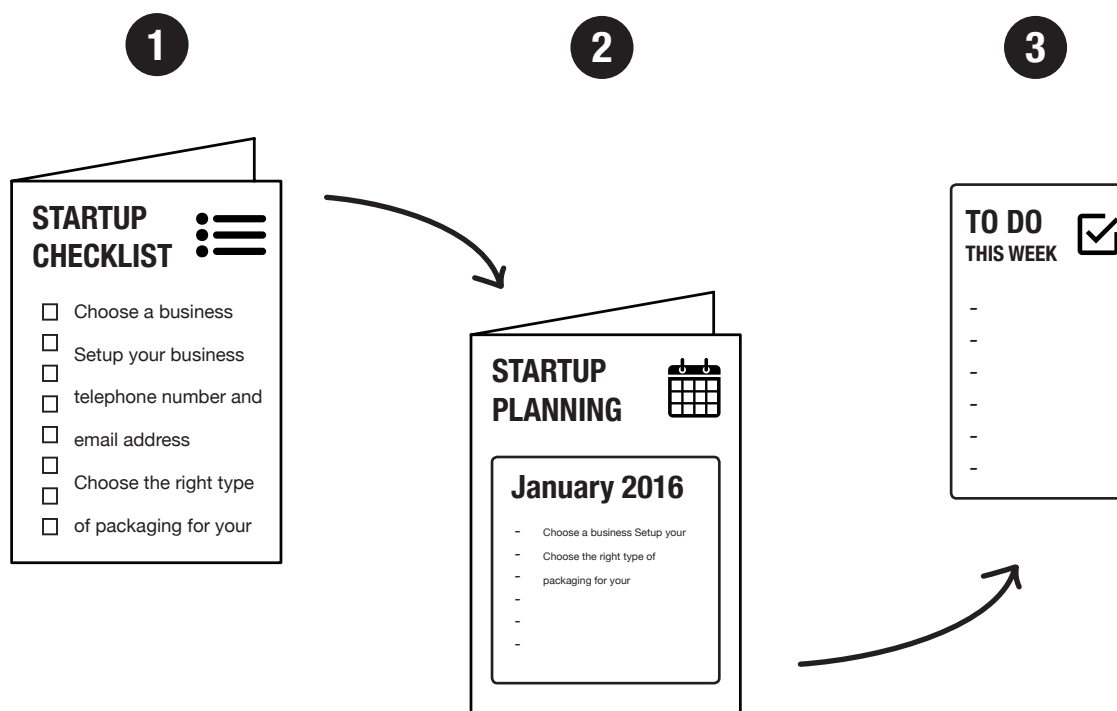 1
2
3
STARTUP
CHECKLIST
Choose a business
Setup your business
telephone number and
email address
Choose the right type
of packaging for your
STARTUP
PLANNING
January 2016
- Choose a business Setup your
- Choose the right type of
- packaging for your
-
-
-
TO DO
THIS WEEK
-
-
-
-
-
-